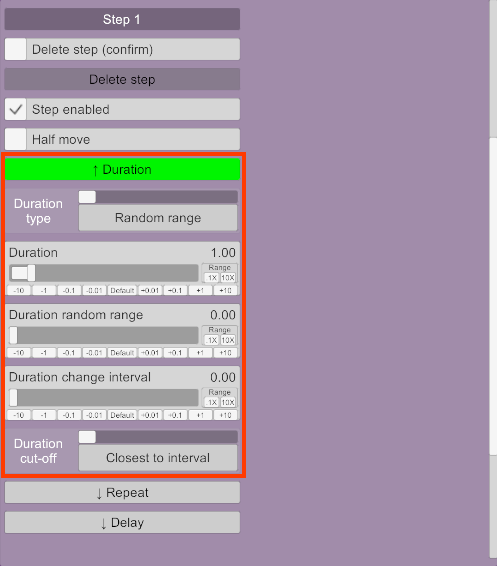 Step 1
Delete step (confirm)
Delete step
Step enabled
Half move
↑ Duration
Duration type
Random range
Duration 1.00
Range
1X 10X
-10 -1 -0.1 -0.01 Default +0.01 +0.1 +1 +10
Duration random range 0.00
Range
1X 10X
-10 -1 -0.1 -0.01 Default +0.01 +0.1 +1 +10
Duration change interval 0.00
Range
1X 10X
-10 -1 -0.1 -0.01 Default +0.01 +0.1 +1 +10
Duration
cut-off
Closest to interval
↓ Repeat
↓ Delay